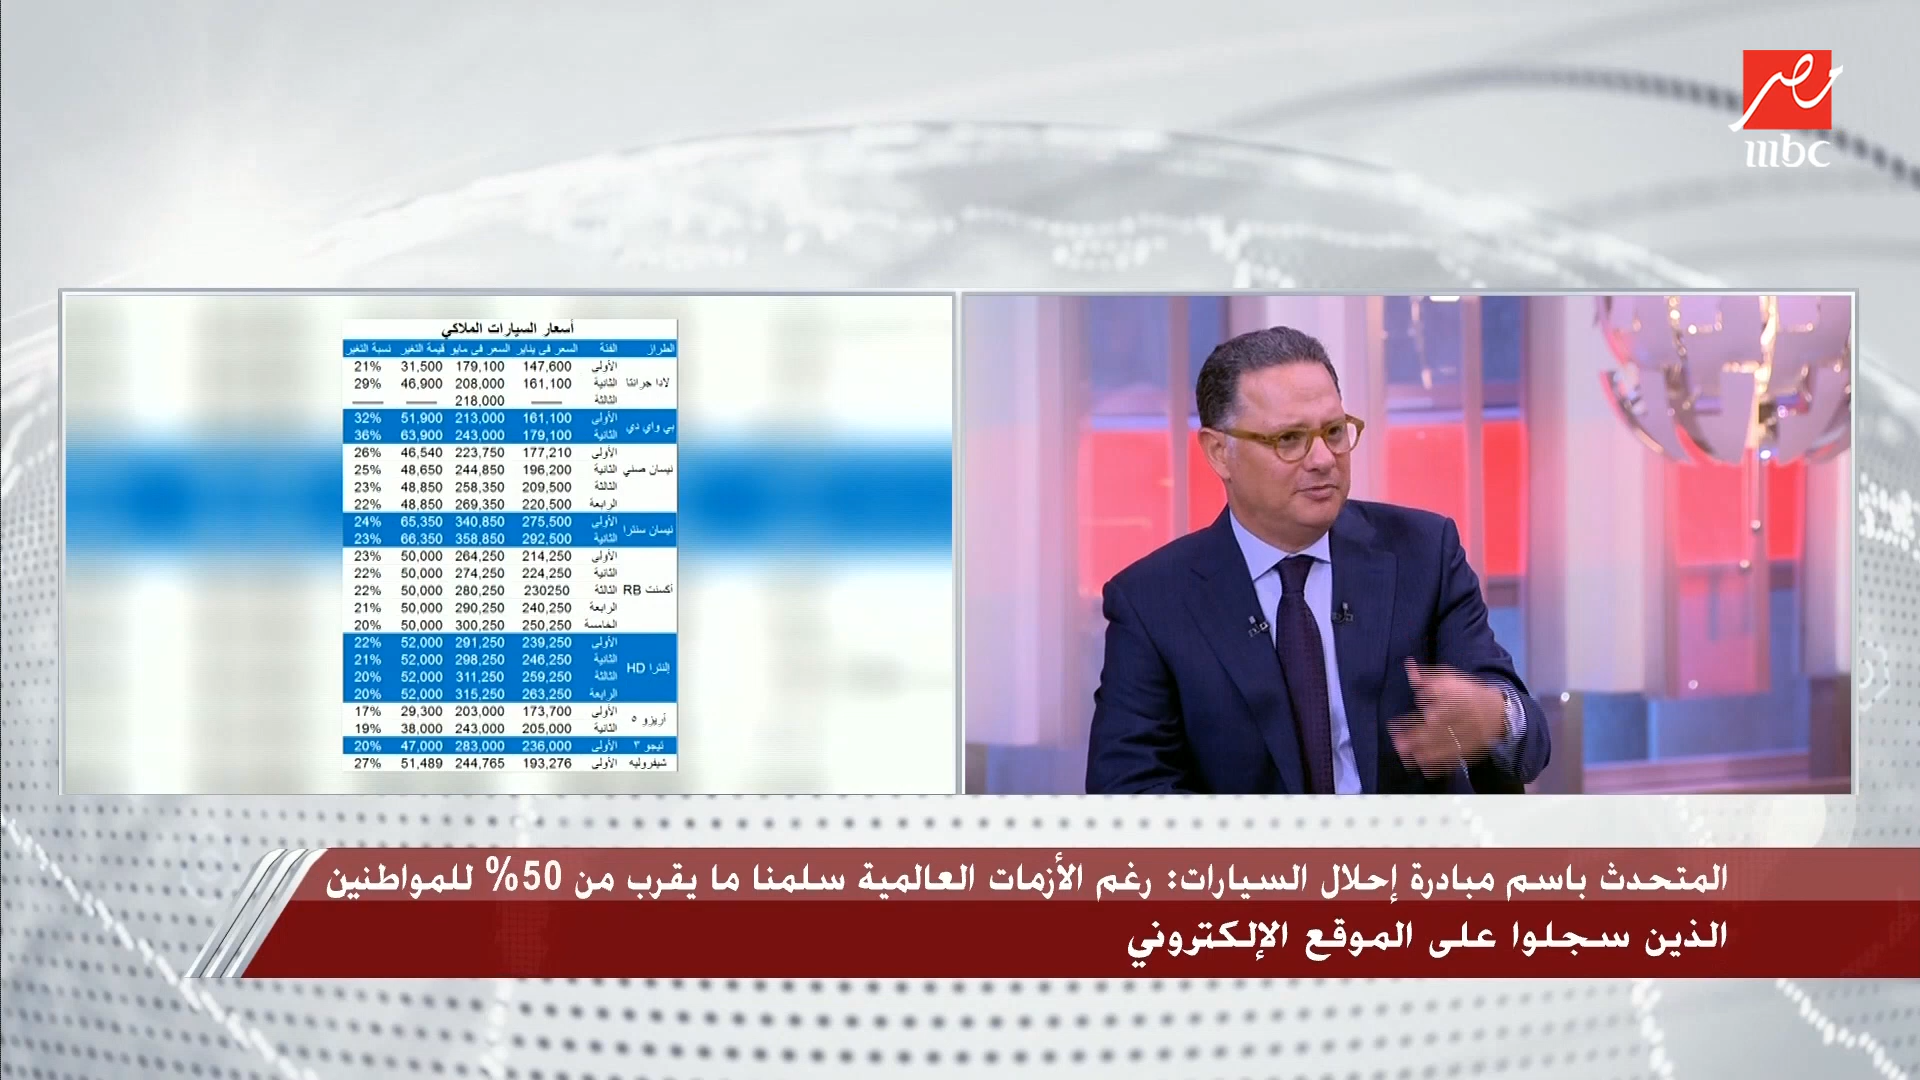 مصر
mbc
أسعار السيارات الملاكي
الطراز الفئة السعر في يناير السعر في مايو قيمة التغير نسبة التغير
لادا جرانتا
الأولى 147,600 179,100 31,500 21%
الثانية 161,100 208,000 46,900 29%
الثالثة —— 218,000 —— ——
بي واي دي
الأولى 161,100 213,000 51,900 32%
الثانية 179,100 243,000 63,900 36%
نيسان صني
الأولى 177,210 223,750 46,540 26%
الثانية 196,200 244,850 48,650 25%
الثالثة 209,500 258,350 48,850 23%
الرابعة 220,500 269,350 48,850 22%
نيسان سنترا
الأولى 275,500 340,850 65,350 24%
الثانية 292,500 358,850 66,350 23%
أكسنت RB
الأولى 214,250 264,250 50,000 23%
الثانية 224,250 274,250 50,000 22%
الثالثة 230250 280,250 50,000 22%
الرابعة 240,250 290,250 50,000 21%
الخامسة 250,250 300,250 50,000 20%
إلنترا HD
الأولى 239,250 291,250 52,000 22%
الثانية 246,250 298,250 52,000 21%
الثالثة 259,250 311,250 52,000 20%
الرابعة 263,250 315,250 52,000 20%
أريزو ٥
الأولى 173,700 203,000 29,300 17%
الثانية 205,000 243,000 38,000 19%
تيجو ٣ الأولى 236,000 283,000 47,000 20%
شيفروليه الأولى 193,276 244,765 51,489 27%
المتحدث باسم مبادرة إحلال السيارات: رغم الأزمات العالمية سلمنا ما يقرب من 50% للمواطنين
الذين سجلوا على الموقع الإلكتروني